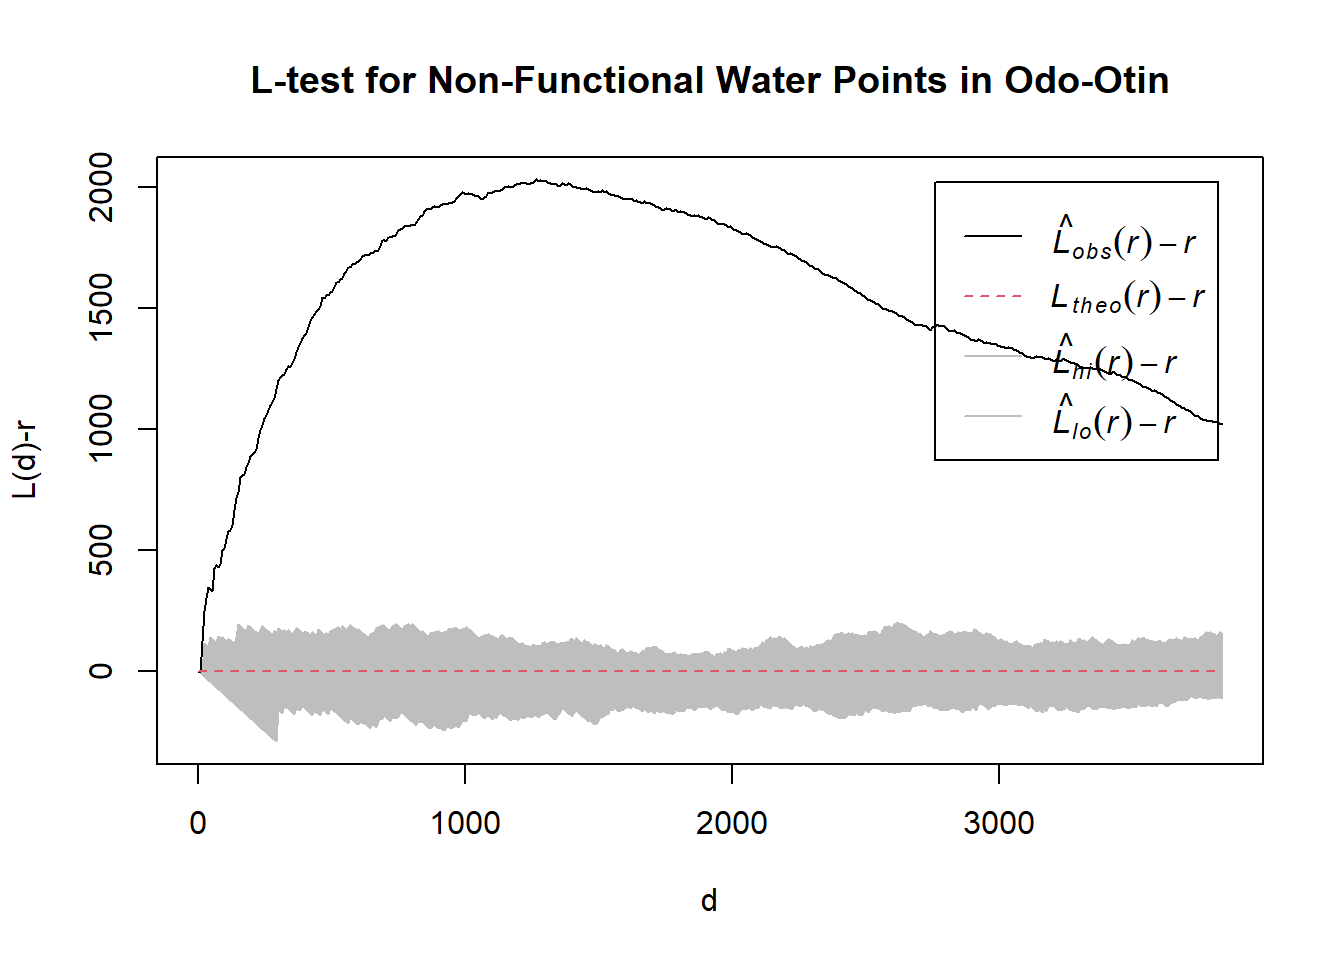 L-test for Non-Functional Water Points in Odo-Otin
L(d)-r
2000
1500
1000
500
0
L̂obs(r) − r
Ltheo(r) − r
L̂hi(r) − r
L̂lo(r) − r
0 1000 2000 3000
d